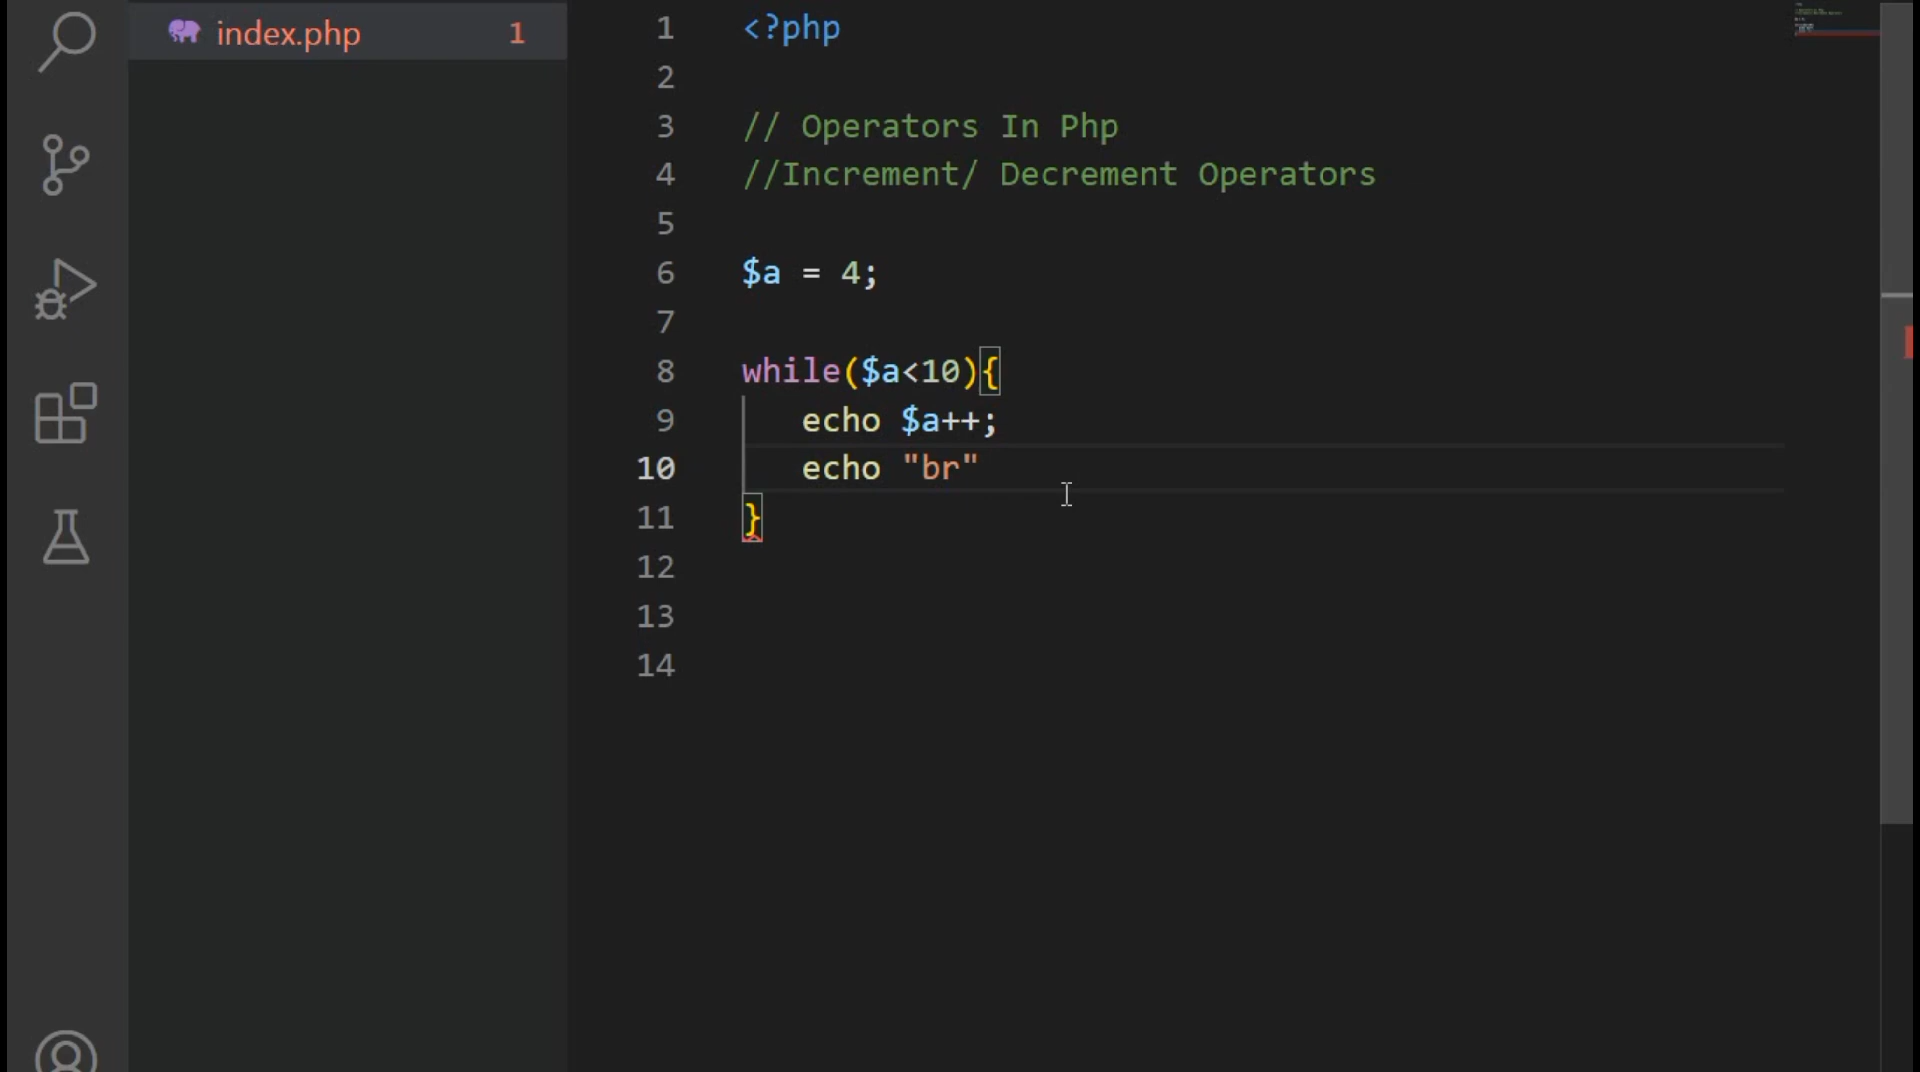 index.php 1
1 <?php
2
3 // Operators In Php
4 //Increment/ Decrement Operators
5
6 $a = 4;
7
8 while($a<10){
9 echo $a++;
10 echo "br"
11 }
12
13
14